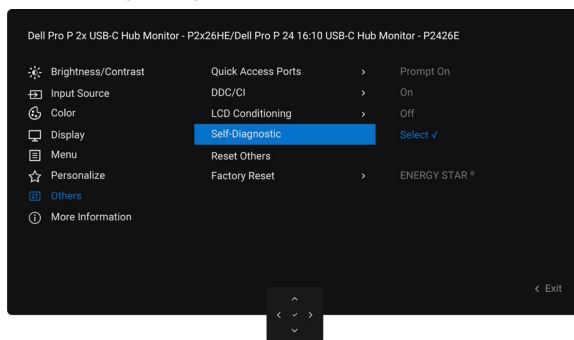 Dell Pro P 2x USB-C Hub Monitor - P2x26HE/Dell Pro P 24 16:10 USB-C Hub Monitor - P2426E
Brightness/Contrast
Input Source
Color
Display
Menu
Personalize
Others
More Information
Quick Access Ports > Prompt On
DDC/CI > On
LCD Conditioning > Off
Self-Diagnostic Select √
Reset Others
Factory Reset > ENERGY STAR ®
< Exit